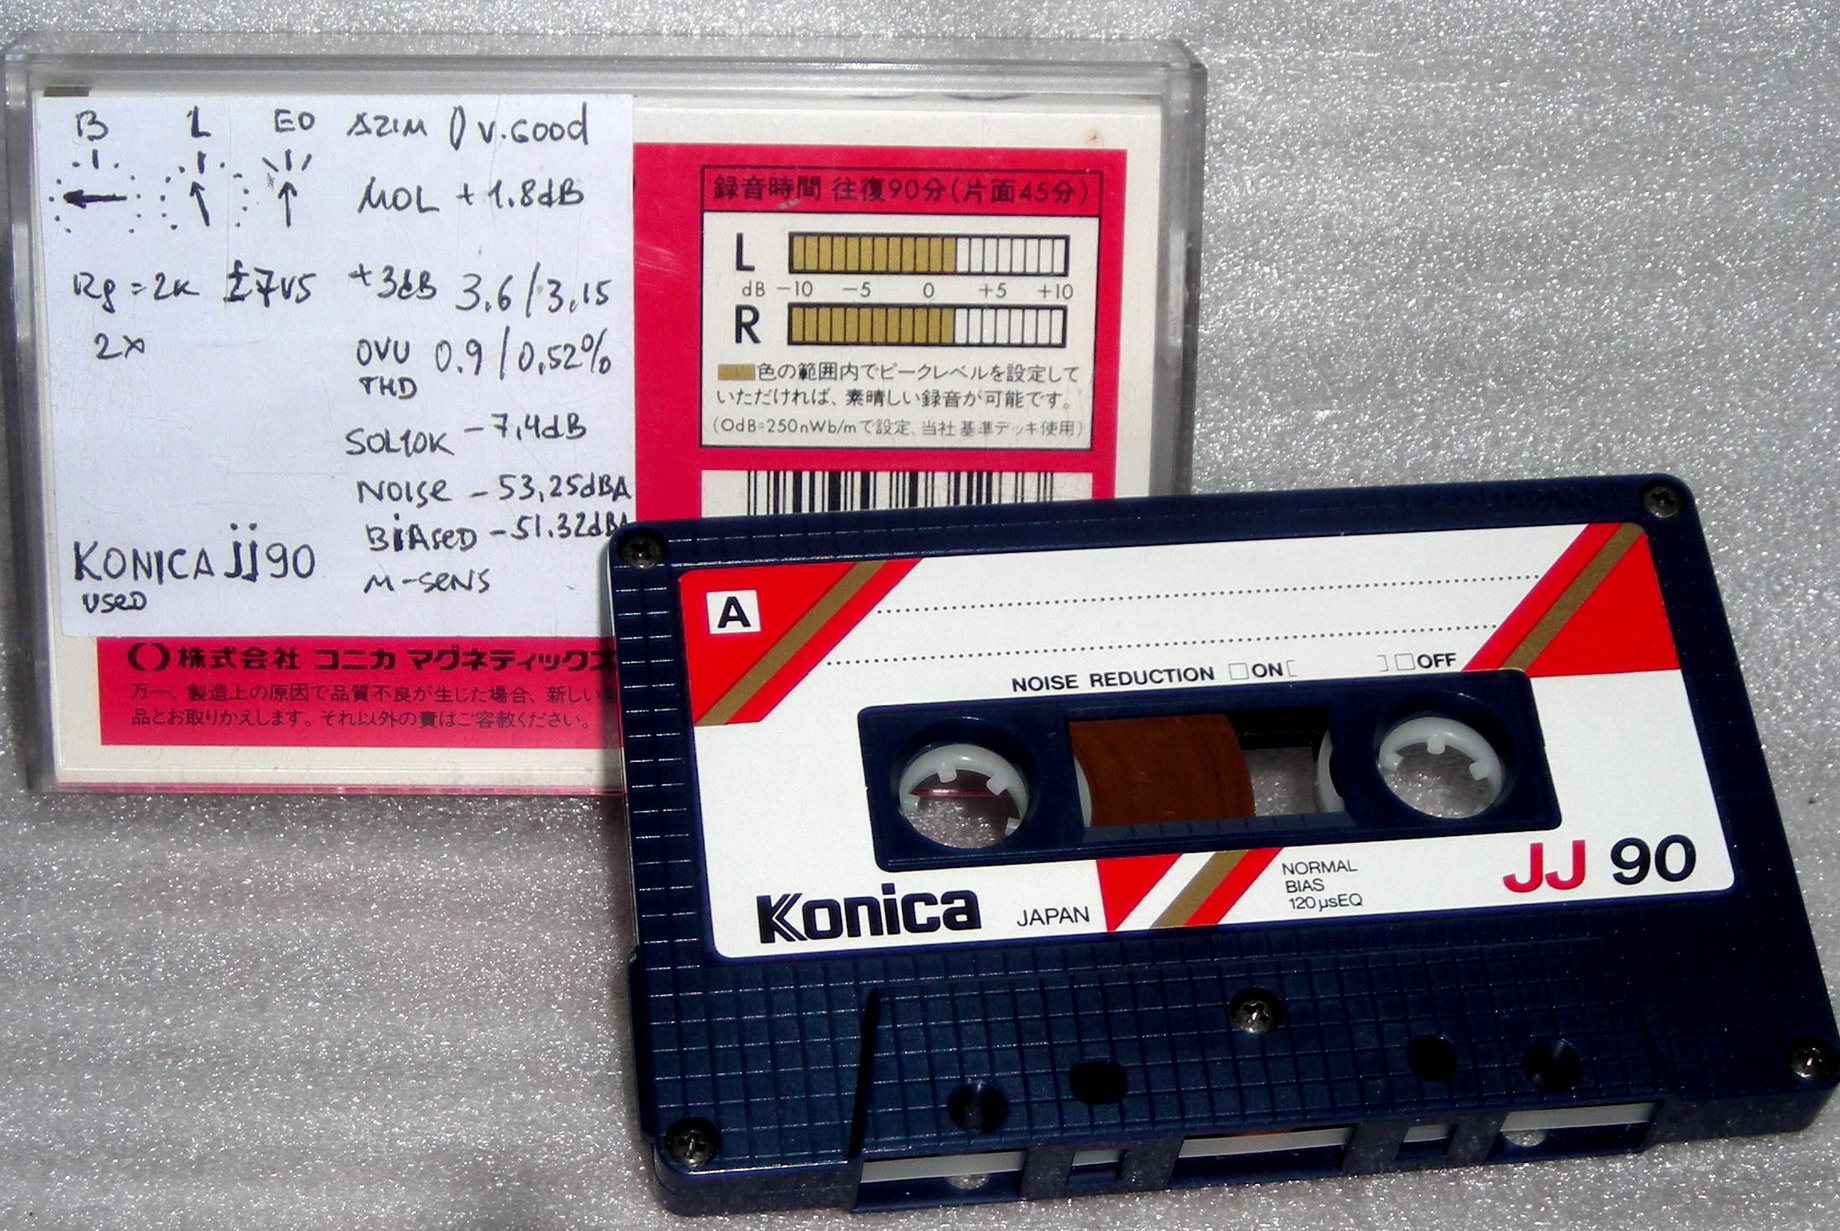 B L EQ AZIM V.GOOD
MOL +1.8dB
Rg=2K ±7V5 +3dB 3.6/3.15
2x OVU 0.9/0.52%
THD
SOL10K -7.4dB
NOISE -53.25dBA
BIASED -51.32dBA
KONICA JJ90 M-SENS
USED
録音時間 往復90分(片面45分)
L
dB -10 -5 0 +5 +10
R
色の範囲内でピークレベルを設定して
いただければ、素晴しい録音が可能です。
(0dB=250nWb/mで設定、当社基準デッキ使用)
株式会社 コニカ マグネティックス
万一、製造上の原因で品質不良が生じた場合、新しい
品とお取りかえします。それ以外の責はご容赦ください。
A
NOISE REDUCTION □ON[ ] □OFF
Konica JAPAN
NORMAL
BIAS
120μsEQ
JJ 90